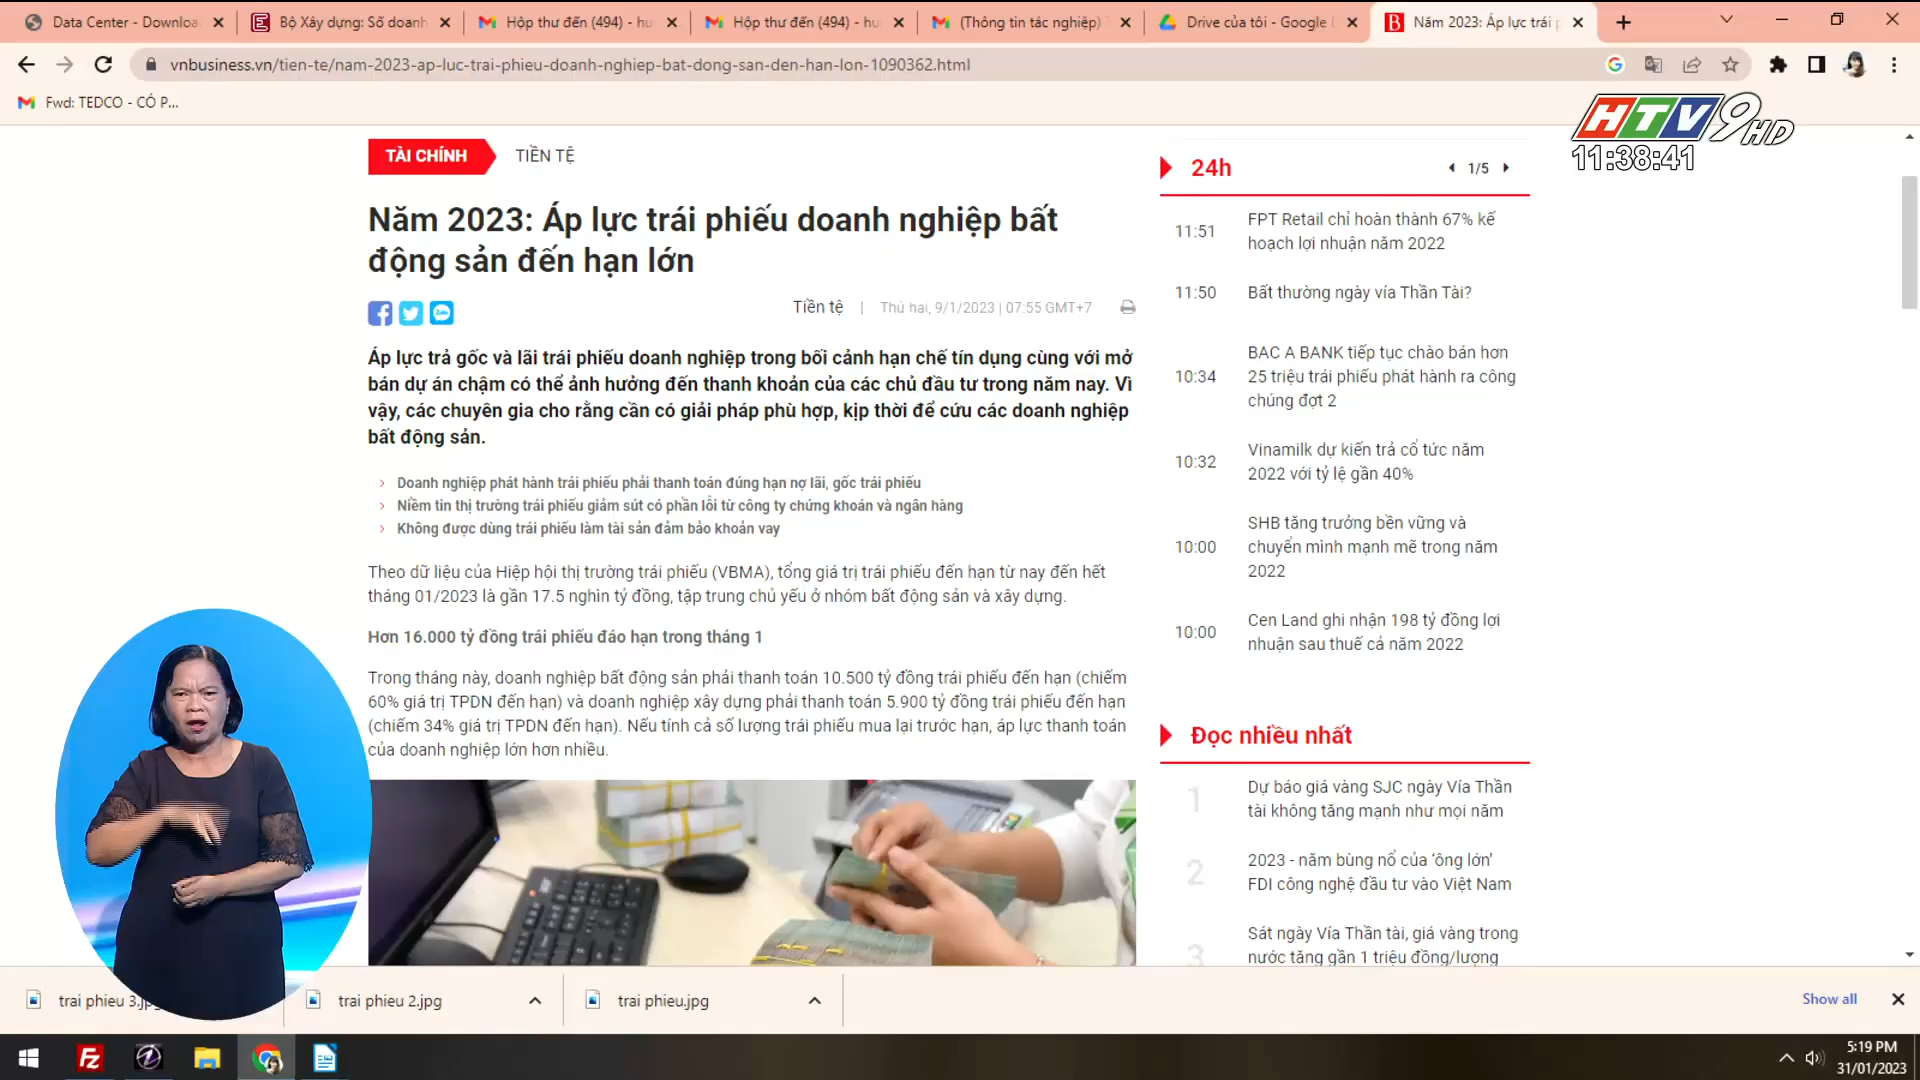 Data Center - Downloa
Bộ Xây dựng: Số doanh
Hộp thư đến (494) - hu
Hộp thư đến (494) - hu
(Thông tin tác nghiệp)
Drive của tôi - Google
Năm 2023: Áp lực trái
vnbusiness.vn/tien-te/nam-2023-ap-luc-trai-phieu-doanh-nghiep-bat-dong-san-den-han-lon-1090362.html
Fwd: TEDCO - CÓ P...
HTV9 HD
11:38:41
TÀI CHÍNH
TIỀN TỆ
Năm 2023: Áp lực trái phiếu doanh nghiệp bất
động sản đến hạn lớn
Tiền tệ | Thứ hai, 9/1/2023 | 07:55 GMT+7
Áp lực trả gốc và lãi trái phiếu doanh nghiệp trong bối cảnh hạn chế tín dụng cùng với mở
bán dự án chậm có thể ảnh hưởng đến thanh khoản của các chủ đầu tư trong năm nay. Vì
vậy, các chuyên gia cho rằng cần có giải pháp phù hợp, kịp thời để cứu các doanh nghiệp
bất động sản.
Doanh nghiệp phát hành trái phiếu phải thanh toán đúng hạn nợ lãi, gốc trái phiếu
Niềm tin thị trường trái phiếu giảm sút có phần lỗi từ công ty chứng khoán và ngân hàng
Không được dùng trái phiếu làm tài sản đảm bảo khoản vay
Theo dữ liệu của Hiệp hội thị trường trái phiếu (VBMA), tổng giá trị trái phiếu đến hạn từ nay đến hết
tháng 01/2023 là gần 17.5 nghìn tỷ đồng, tập trung chủ yếu ở nhóm bất động sản và xây dựng.
Hơn 16.000 tỷ đồng trái phiếu đáo hạn trong tháng 1
Trong tháng này, doanh nghiệp bất động sản phải thanh toán 10.500 tỷ đồng trái phiếu đến hạn (chiếm
60% giá trị TPDN đến hạn) và doanh nghiệp xây dựng phải thanh toán 5.900 tỷ đồng trái phiếu đến hạn
(chiếm 34% giá trị TPDN đến hạn). Nếu tính cả số lượng trái phiếu mua lại trước hạn, áp lực thanh toán
của doanh nghiệp lớn hơn nhiều.
24h
1/5
11:51
FPT Retail chỉ hoàn thành 67% kế
hoạch lợi nhuận năm 2022
11:50
Bất thường ngày vía Thần Tài?
10:34
BAC A BANK tiếp tục chào bán hơn
25 triệu trái phiếu phát hành ra công
chúng đợt 2
10:32
Vinamilk dự kiến trả cổ tức năm
2022 với tỷ lệ gần 40%
10:00
SHB tăng trưởng bền vững và
chuyển mình mạnh mẽ trong năm
2022
10:00
Cen Land ghi nhận 198 tỷ đồng lợi
nhuận sau thuế cả năm 2022
Đọc nhiều nhất
1
Dự báo giá vàng SJC ngày Vía Thần
tài không tăng mạnh như mọi năm
2
2023 - năm bùng nổ của ‘ông lớn’
FDI công nghệ đầu tư vào Việt Nam
3
Sát ngày Vía Thần tài, giá vàng trong
nước tăng gần 1 triệu đồng/lượng
trai phieu 3.jpg
trai phieu 2.jpg
trai phieu.jpg
Show all
5:19 PM
31/01/2023